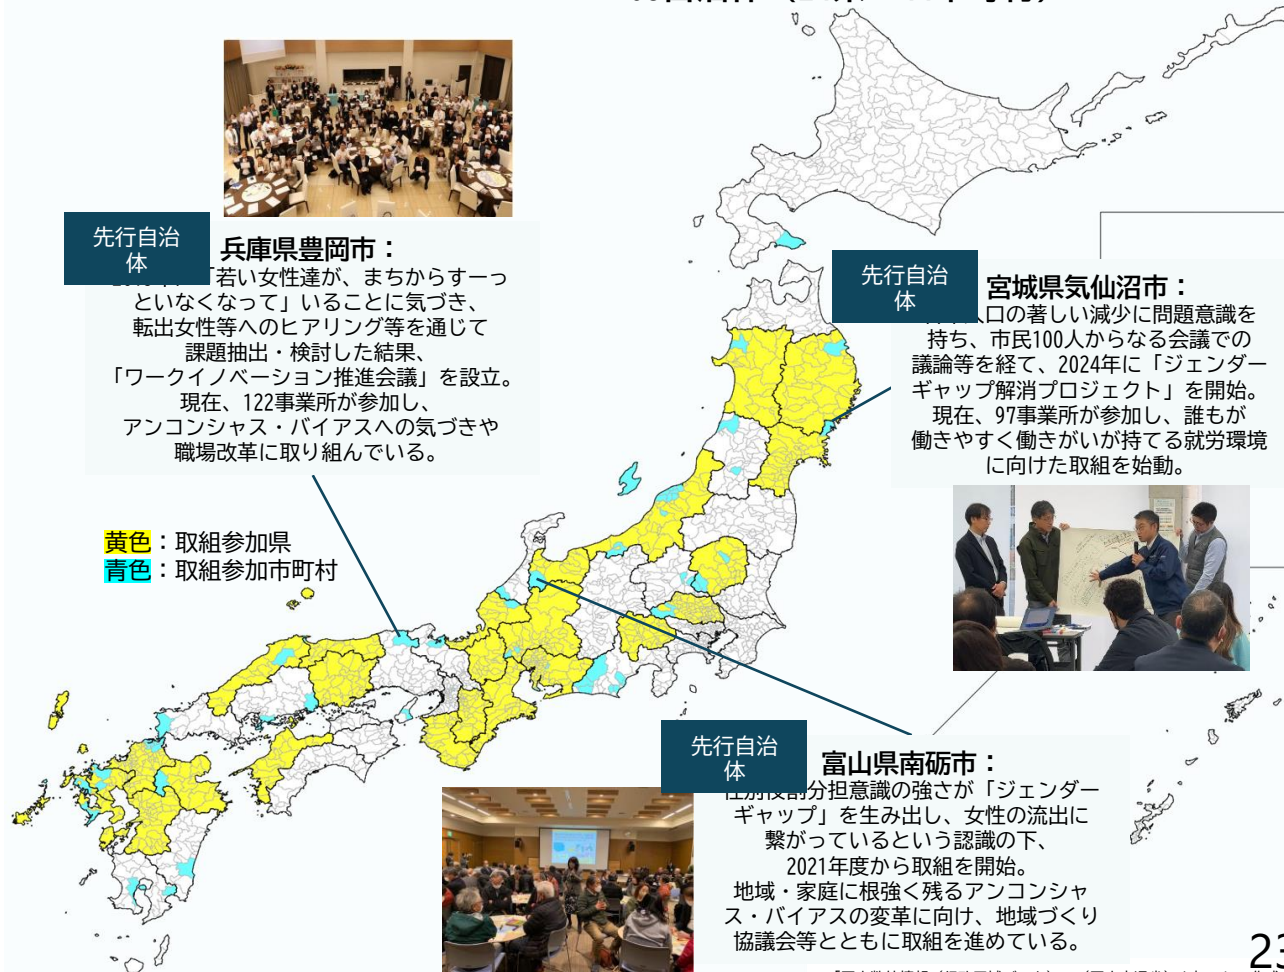 先行自治
体
兵庫県豊岡市：
「若い女性達が、まちからすーっ
といなくなって」いることに気づき、
転出女性等へのヒアリング等を通じて
課題抽出・検討した結果、
「ワークイノベーション推進会議」を設立。
現在、122事業所が参加し、
アンコンシャス・バイアスへの気づきや
職場改革に取り組んでいる。
先行自治
体
宮城県気仙沼市：
人口の著しい減少に問題意識を
持ち、市民100人からなる会議での
議論等を経て、2024年に「ジェンダー
ギャップ解消プロジェクト」を開始。
現在、97事業所が参加し、誰もが
働きやすく働きがいが持てる就労環境
に向けた取組を始動。
黄色：取組参加県
青色：取組参加市町村
先行自治
体
富山県南砺市：
性別役割分担意識の強さが「ジェンダー
ギャップ」を生み出し、女性の流出に
繋がっているという認識の下、
2021年度から取組を開始。
地域・家庭に根強く残るアンコンシャ
ス・バイアスの変革に向け、地域づくり
協議会等とともに取組を進めている。
23